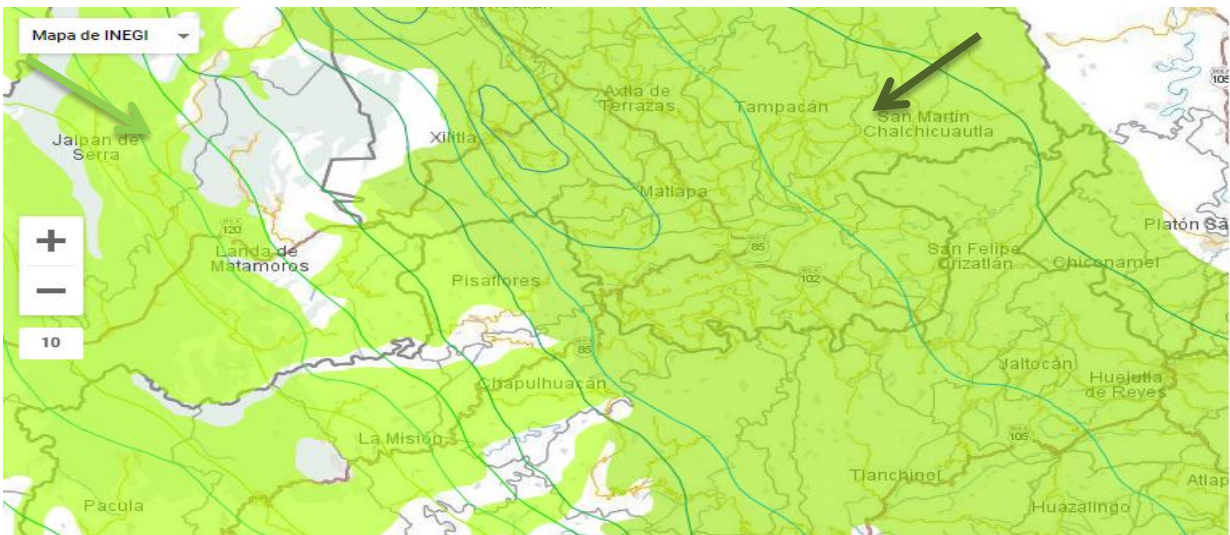 Mapa de INEGI
105
Axtla de
Terrazas
Tampacán
San Martín
Chalchicuautla
Jalpan de
Serra
Xilitla
Matlapa
Platón Sá
120
Landa de
Matamoros
85
San Felipe
Orizatlán
Chiconamel
Pisaflores
102
10
85
Jaltocán
Huejutla
de Reyes
Chapulhuacán
La Misión
105
Tlanchinol
Atlap
Pacula
Huazalingo